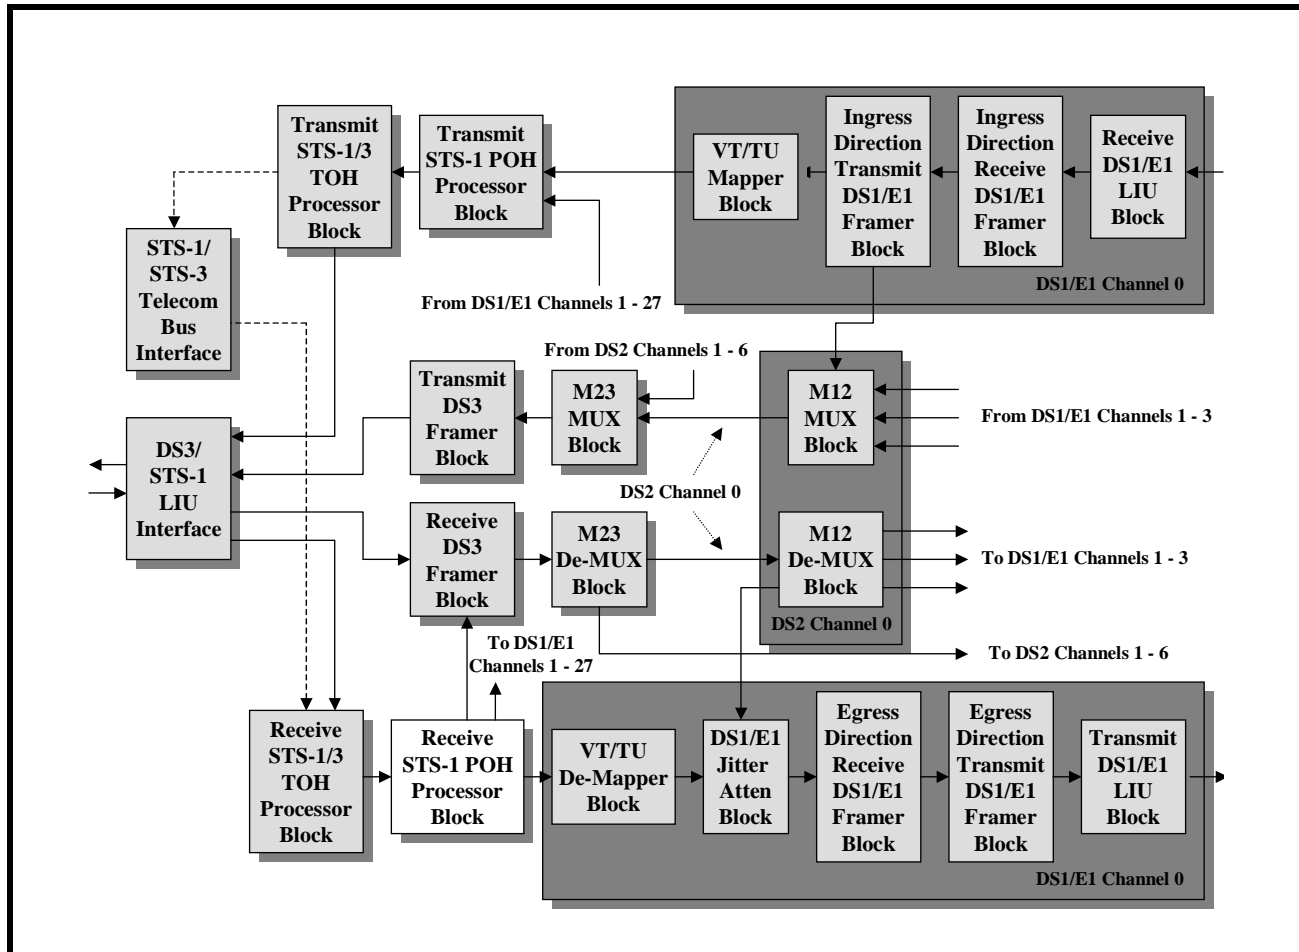 Transmit
STS-1/3
TOH
Processor
Block
Transmit
STS-1 POH
Processor
Block
VT/TU
Mapper
Block
Ingress
Direction
Transmit
DS1/E1
Framer
Block
Ingress
Direction
Receive
DS1/E1
Framer
Block
Receive
DS1/E1
LIU
Block
DS1/E1 Channel 0
STS-1/
STS-3
Telecom
Bus
Interface
From DS1/E1 Channels 1 - 27
From DS2 Channels 1 - 6
Transmit
DS3
Framer
Block
M23
MUX
Block
M12
MUX
Block
From DS1/E1 Channels 1 - 3
DS3/
STS-1
LIU
Interface
DS2 Channel 0
Receive
DS3
Framer
Block
M23
De-MUX
Block
M12
De-MUX
Block
To DS1/E1 Channels 1 - 3
DS2 Channel 0
To DS1/E1
Channels 1 - 27
To DS2 Channels 1 - 6
Receive
STS-1/3
TOH
Processor
Block
Receive
STS-1 POH
Processor
Block
VT/TU
De-Mapper
Block
DS1/E1
Jitter
Atten
Block
Egress
Direction
Receive
DS1/E1
Framer
Block
Egress
Direction
Transmit
DS1/E1
Framer
Block
Transmit
DS1/E1
LIU
Block
DS1/E1 Channel 0